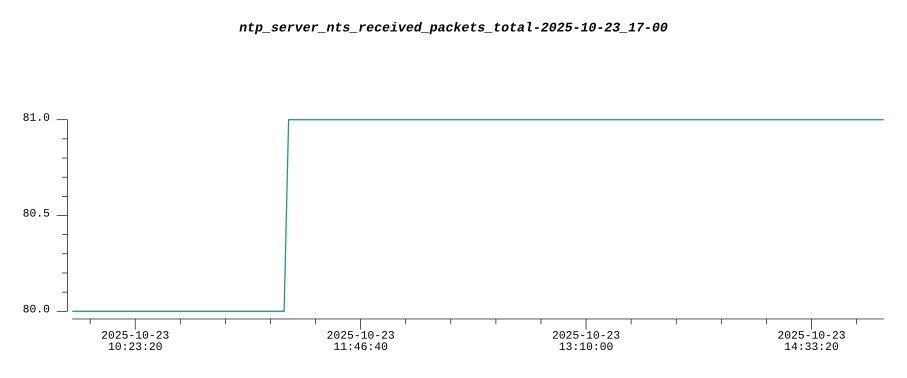 ntp_server_nts_received_packets_total-2025-10-23_17-00
81.0
80.5
80.0
2025-10-23 2025-10-23 2025-10-23 2025-10-23
10:23:20 11:46:40 13:10:00 14:33:20